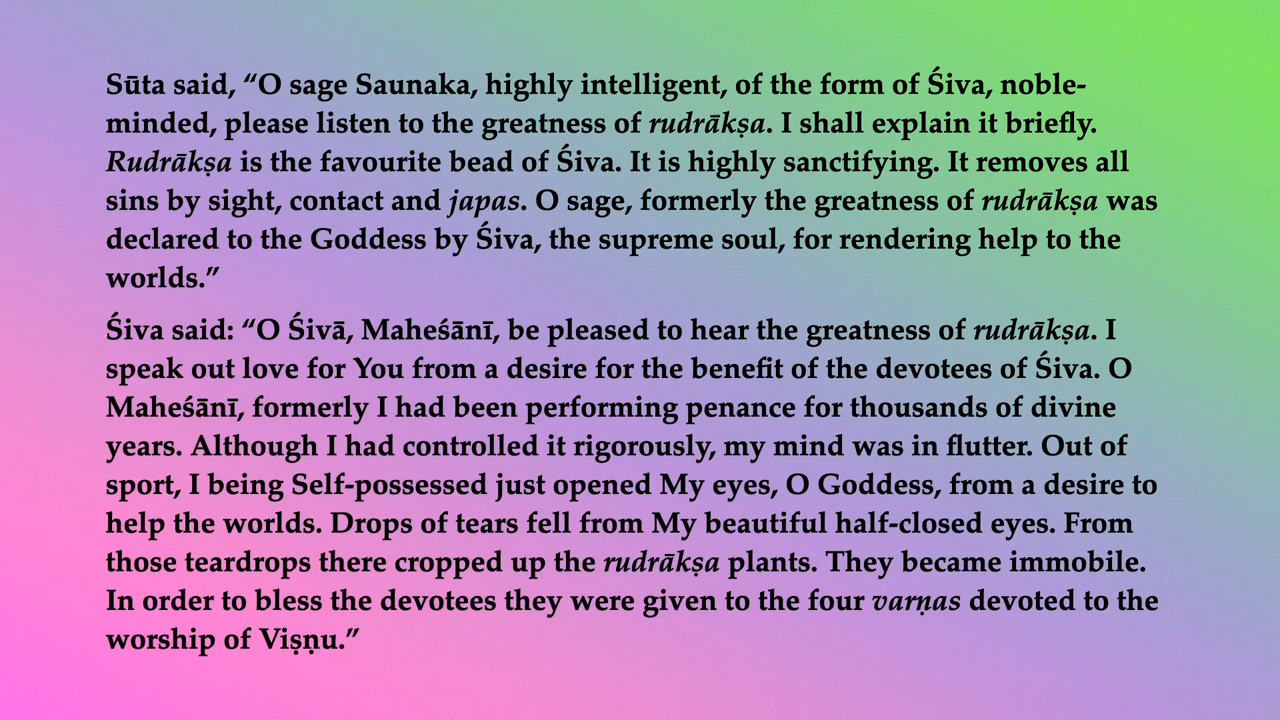 Sūta said, “O sage Saunaka, highly intelligent, of the form of Śiva, noble-
minded, please listen to the greatness of rudrākṣa. I shall explain it briefly.
Rudrākṣa is the favourite bead of Śiva. It is highly sanctifying. It removes all
sins by sight, contact and japas. O sage, formerly the greatness of rudrākṣa was
declared to the Goddess by Śiva, the supreme soul, for rendering help to the
worlds.”
Śiva said: “O Śivā, Maheśānī, be pleased to hear the greatness of rudrākṣa. I
speak out love for You from a desire for the benefit of the devotees of Śiva. O
Maheśānī, formerly I had been performing penance for thousands of divine
years. Although I had controlled it rigorously, my mind was in flutter. Out of
sport, I being Self-possessed just opened My eyes, O Goddess, from a desire to
help the worlds. Drops of tears fell from My beautiful half-closed eyes. From
those teardrops there cropped up the rudrākṣa plants. They became immobile.
In order to bless the devotees they were given to the four varṇas devoted to the
worship of Viṣṇu.”